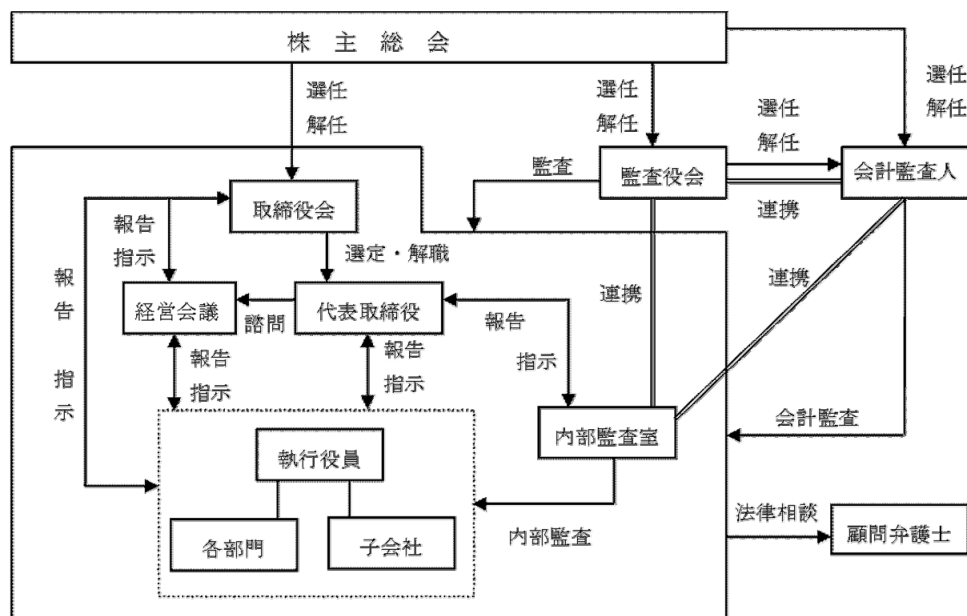 株主総会
選任
解任
選任
解任
選任
解任
選任
解任
監査
監査役会
会計監査人
連携
取締役会
報告
指示
選定・解職
報告
指示
経営会議
諮問
代表取締役
報告
指示
連携
連携
報告
指示
報告
指示
内部監査室
会計監査
執行役員
各部門
子会社
内部監査
法律相談
顧問弁護士